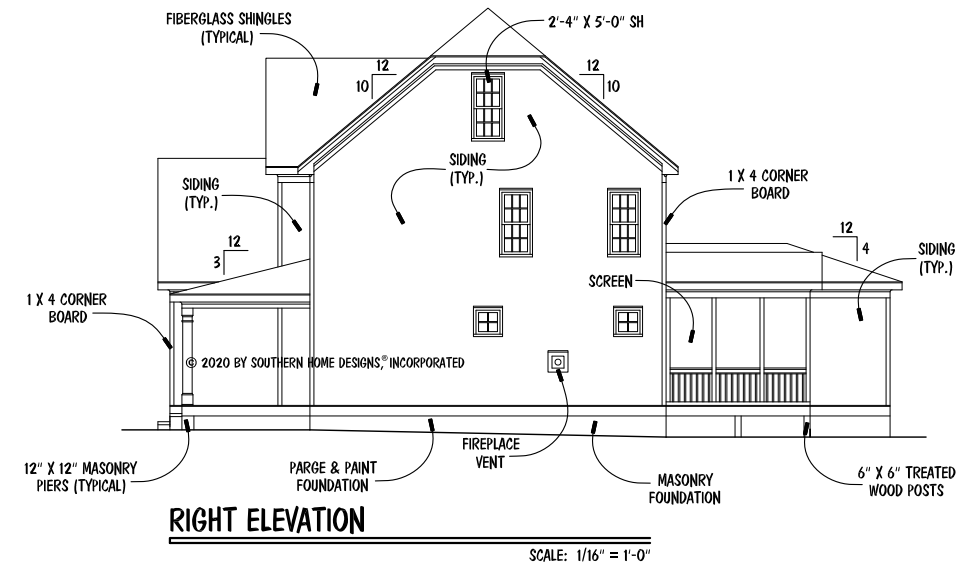 FIBERGLASS SHINGLES
(TYPICAL)
2'-4" X 5'-0" SH
12
10
12
10
SIDING
(TYP.)
SIDING
(TYP.)
1 X 4 CORNER
BOARD
12
3
12
4
SIDING
(TYP.)
SCREEN
1 X 4 CORNER
BOARD
© 2020 BY SOUTHERN HOME DESIGNS,® INCORPORATED
FIREPLACE
VENT
12" X 12" MASONRY
PIERS (TYPICAL)
PARGE & PAINT
FOUNDATION
MASONRY
FOUNDATION
6" X 6" TREATED
WOOD POSTS
RIGHT ELEVATION
SCALE: 1/16" = 1'-0"